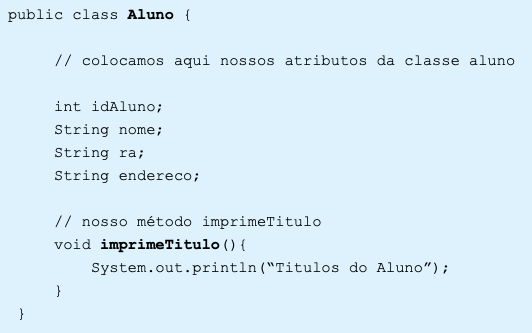 public class Aluno {
// colocamos aqui nossos atributos da classe aluno
int idAluno;
String nome;
String ra;
String endereco;
// nosso método imprimeTitulo
void imprimeTitulo(){
System.out.println(“Titulos do Aluno”);
}
}